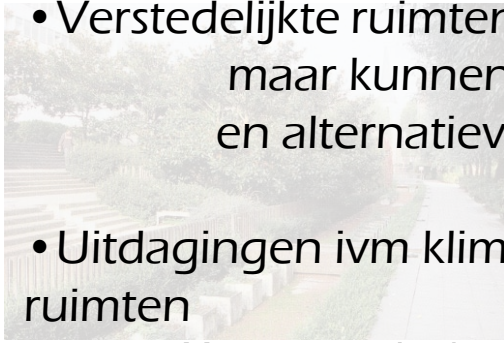 • Verstedelijkte ruimten
maar kunnen
en alternatiev
• Uitdagingen ivm klim
ruimten